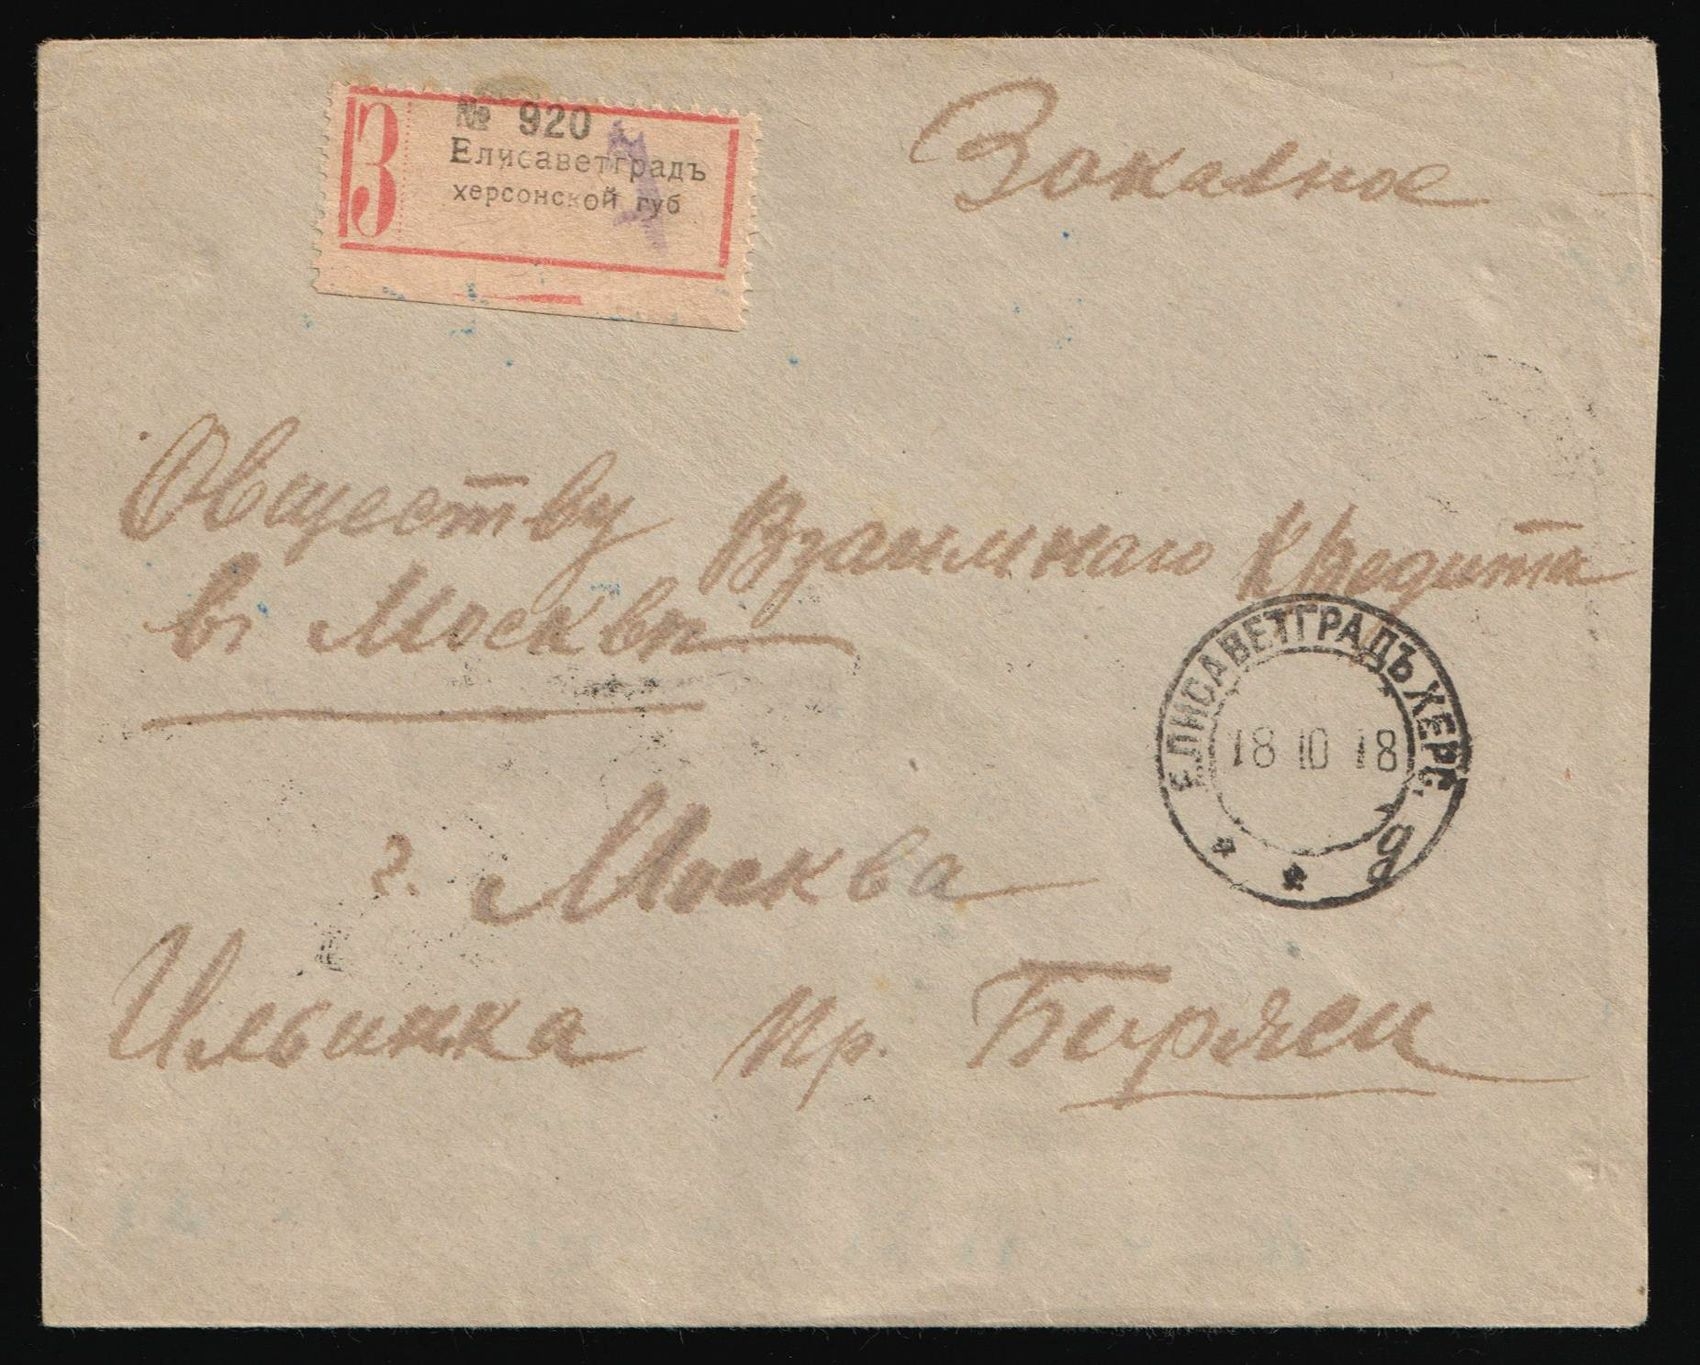 З
№ 920
Елисаветградъ
херсонской губ
Заказное
Обществу Взаимнаго Кредита
въ Москвѣ
г. Москва
Ильинка пр. Биржси
ЕЛИСАВЕТГРАДЪ ХЕРС.
18 10 18